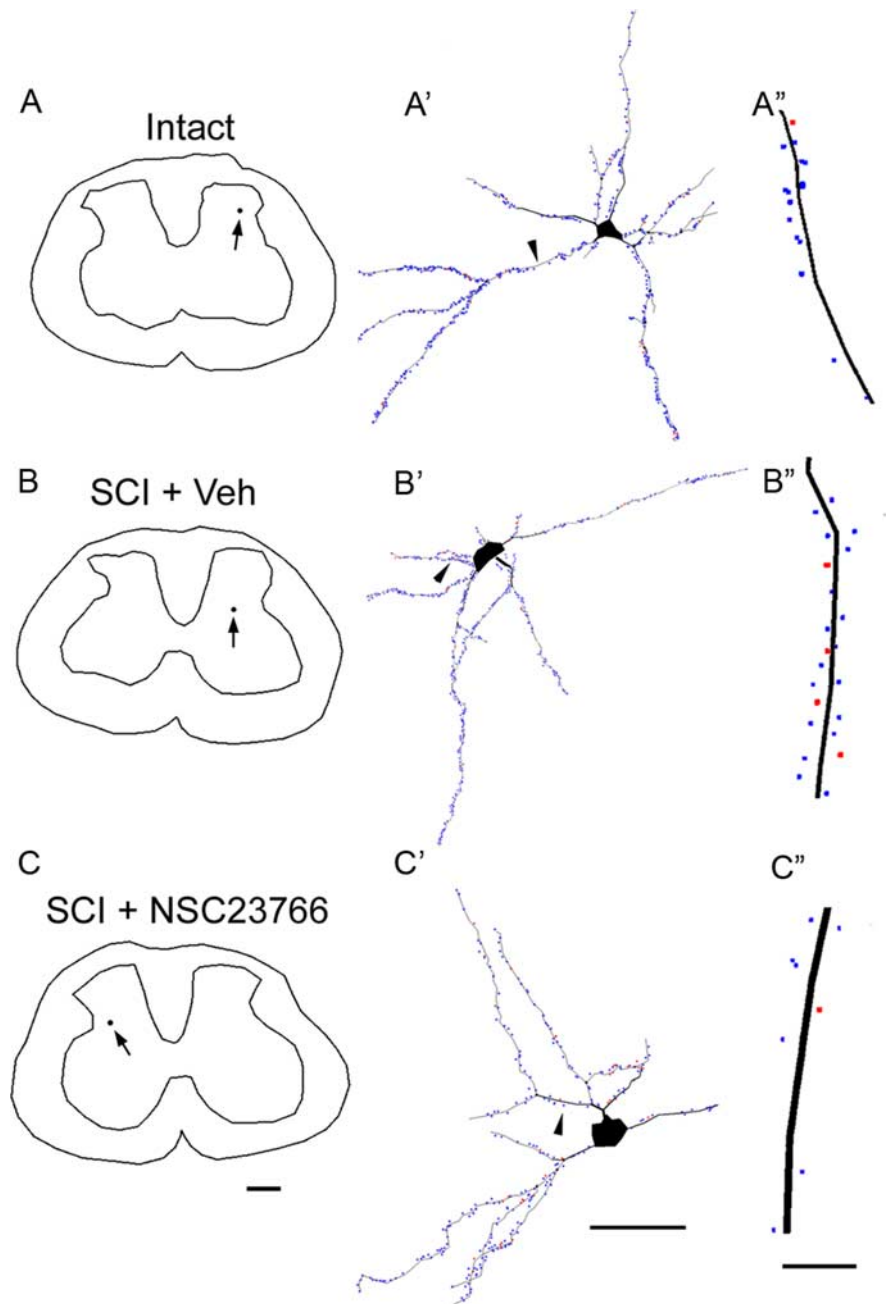 A
Intact
A’
A”
B
SCI + Veh
B’
B”
C
SCI + NSC23766
C’
C”